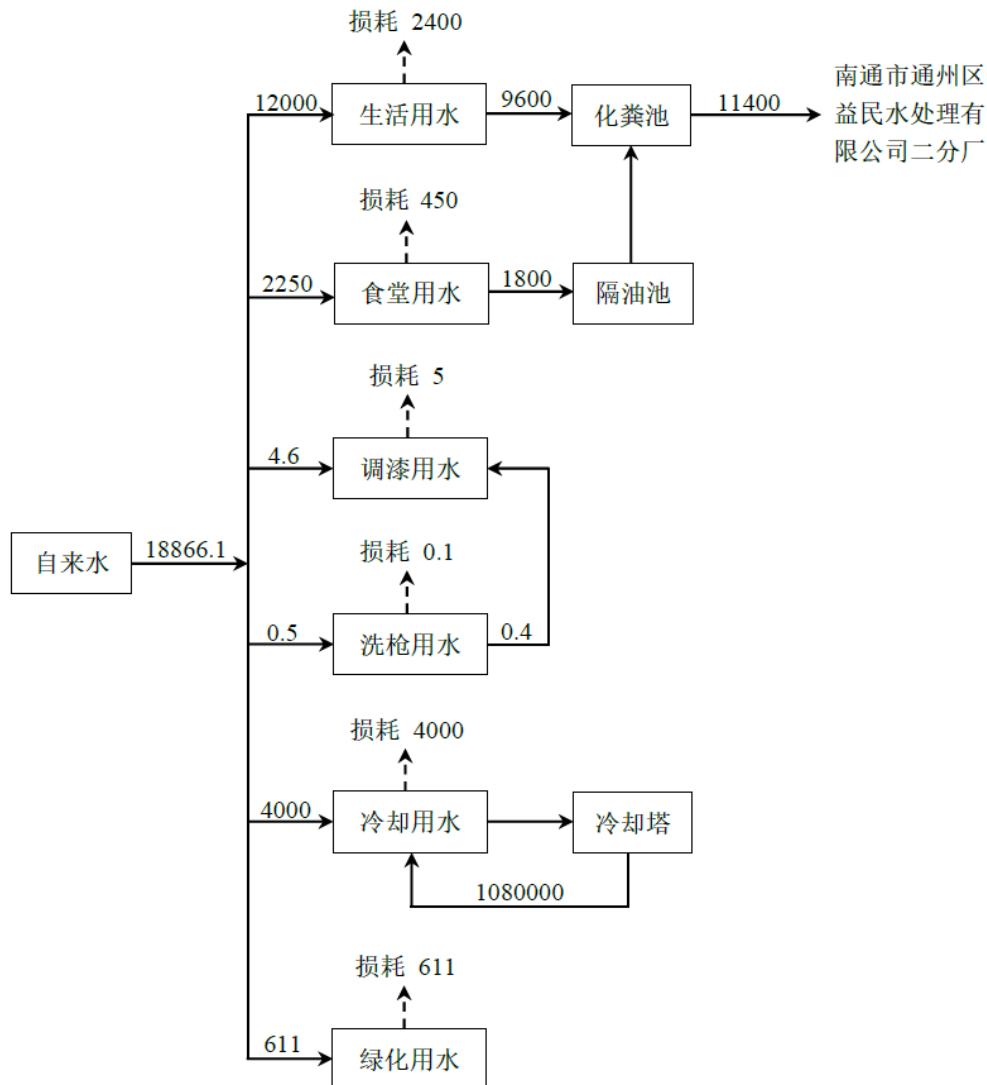 损耗 2400
12000
生活用水
9600
化粪池
11400
南通市通州区
益民水处理有
限公司二分厂
损耗 450
2250
食堂用水
1800
隔油池
损耗 5
4.6
调漆用水
自来水
18866.1
损耗 0.1
0.5
洗枪用水
0.4
损耗 4000
4000
冷却用水
冷却塔
1080000
损耗 611
611
绿化用水